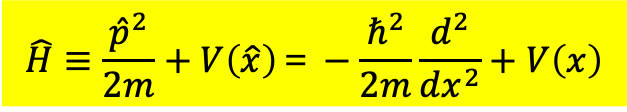 Ĥ ≡ p̂²/2m + V(x̂) = − ħ²/2m d²/dx² + V(x)